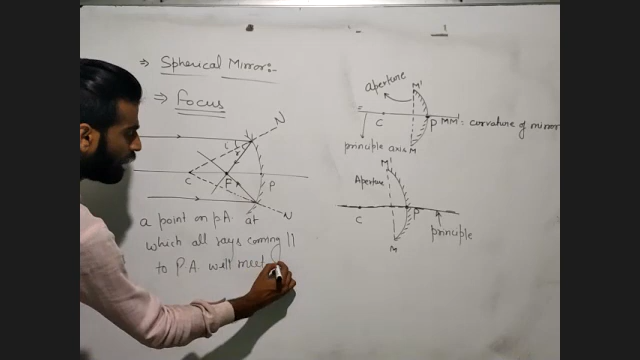 ⇒ Spherical Mirror:-
⇒ Focus
N
i
r
C
F
P
N
a point on P.A. at
which all rays coming ||
to P.A. will meet
Aperture
M'
C
P
MM': corvature of mirror
principle axis
M
M'
Aperture
C
P
principle
M